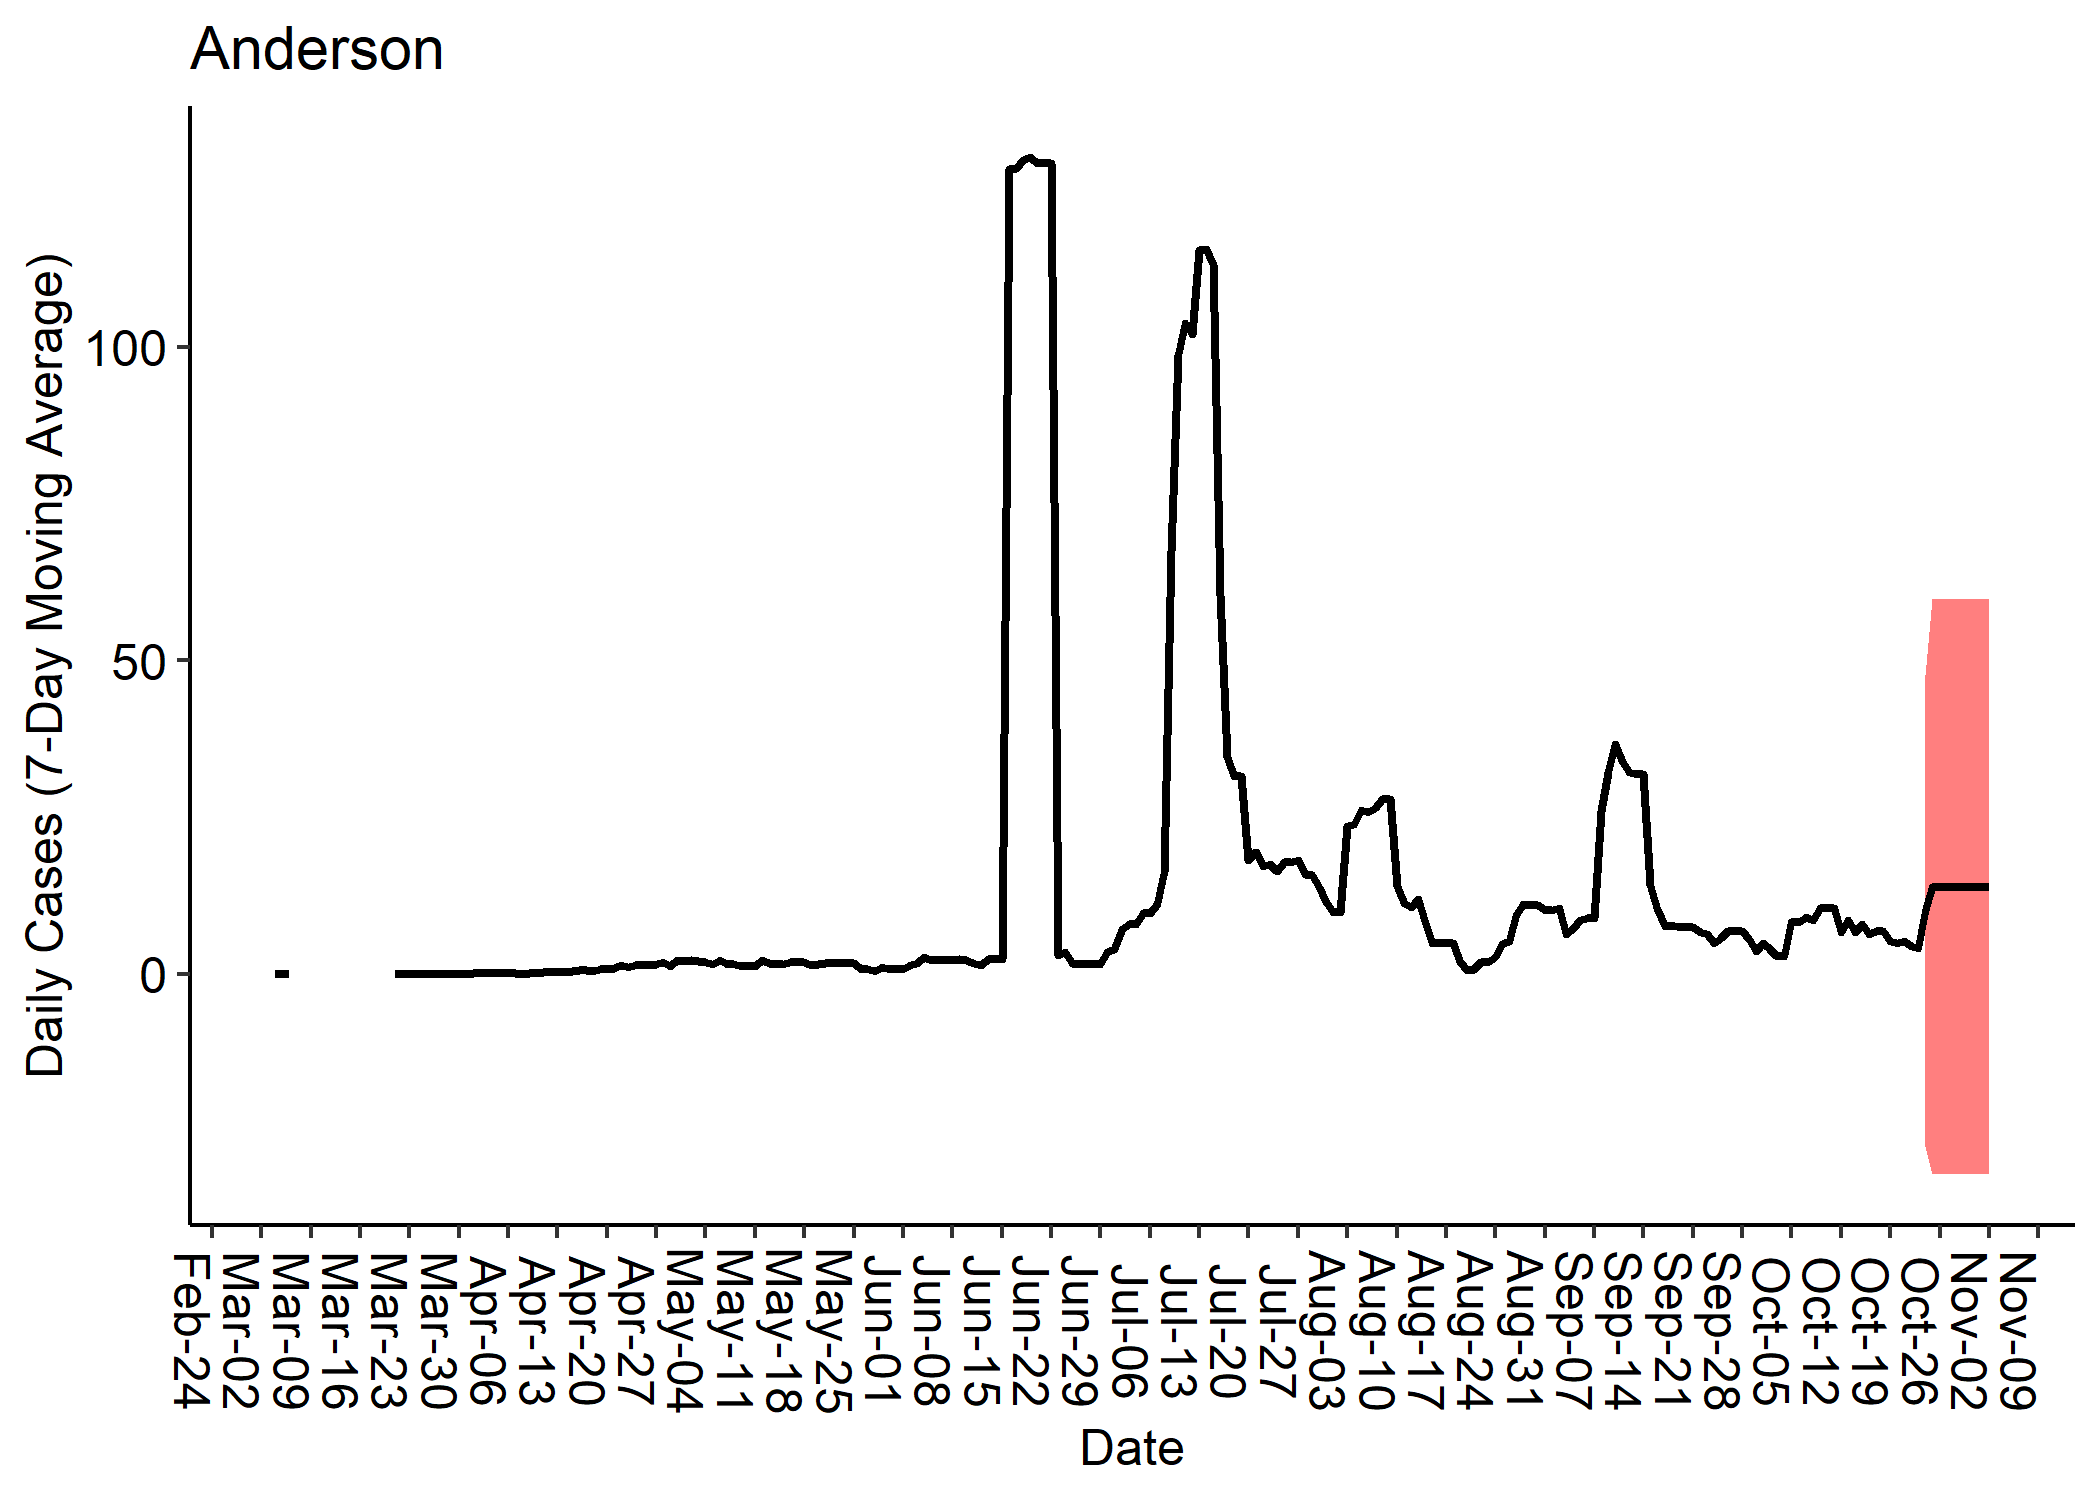 Anderson
Daily Cases (7-Day Moving Average)
100
50
0
Feb-24
Mar-02
Mar-09
Mar-16
Mar-23
Mar-30
Apr-06
Apr-13
Apr-20
Apr-27
May-04
May-11
May-18
May-25
Jun-01
Jun-08
Jun-15
Jun-22
Jun-29
Jul-06
Jul-13
Jul-20
Jul-27
Aug-03
Aug-10
Aug-17
Aug-24
Aug-31
Sep-07
Sep-14
Sep-21
Sep-28
Oct-05
Oct-12
Oct-19
Oct-26
Nov-02
Nov-09
Date